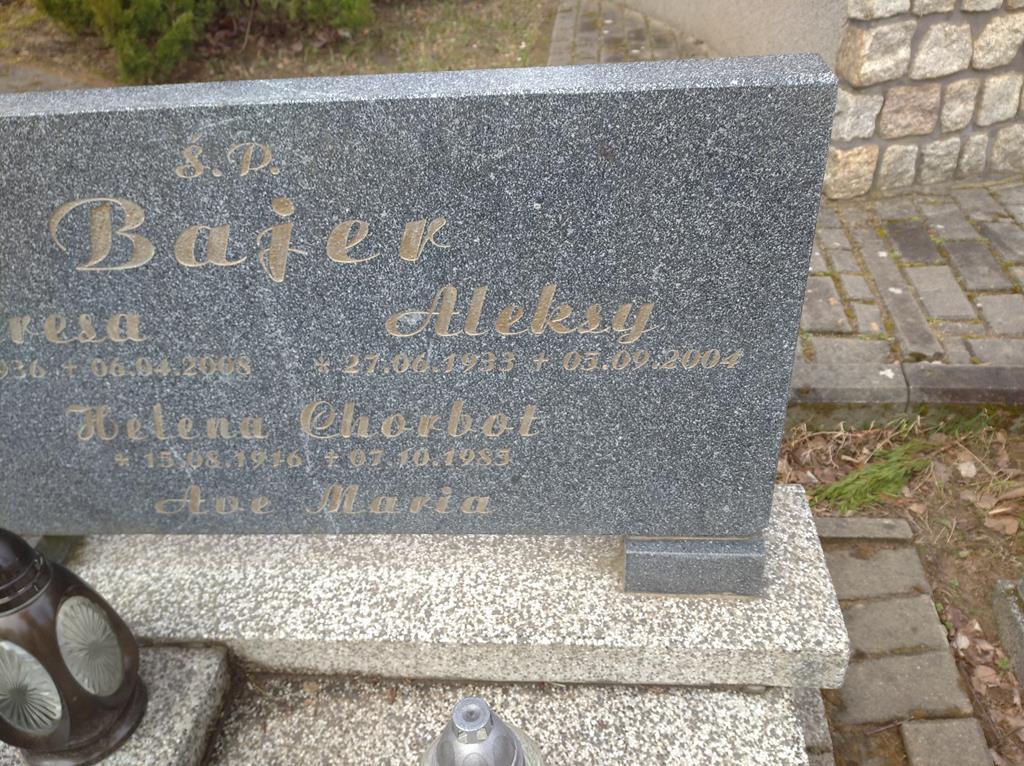 Ś. P.
Bajer
resa Aleksy
936 + 06.04.2008 * 27.06.1933 + 03.09.2004
Helena Chorbot
* 15.08.1916 + 07.10.1983
Ave Maria